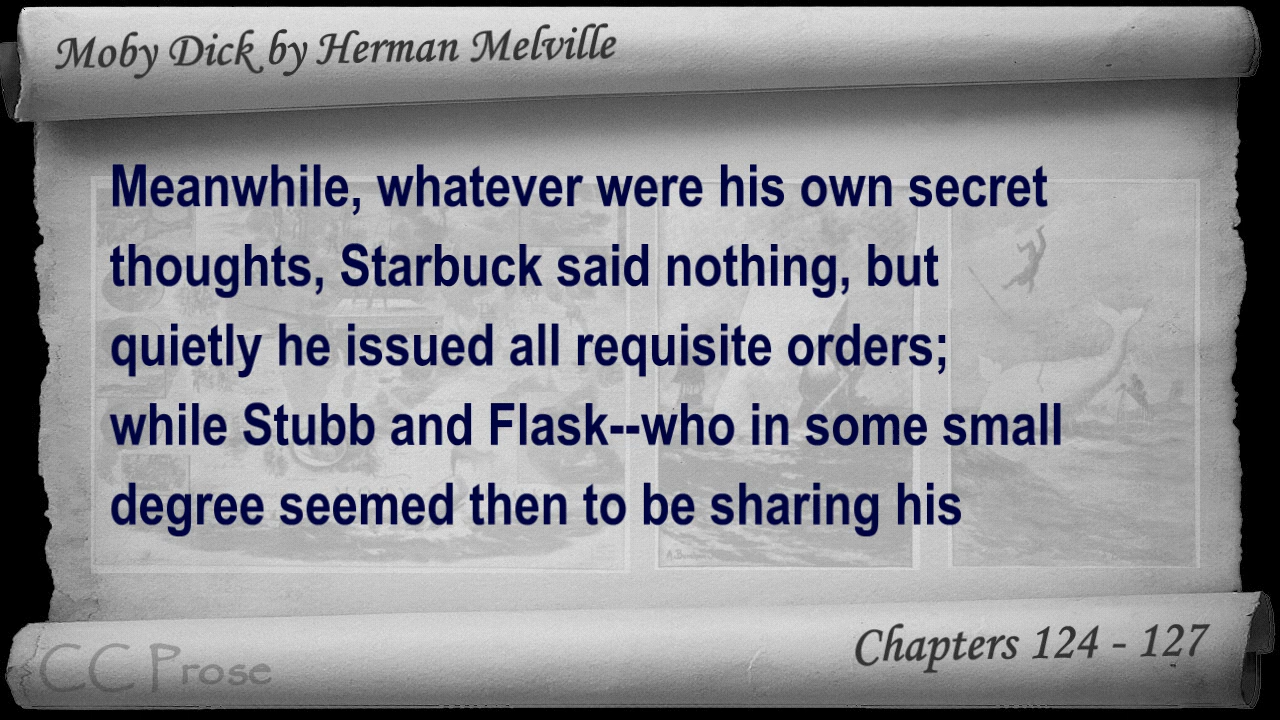 Moby Dick by Herman Melville
Meanwhile, whatever were his own secret
thoughts, Starbuck said nothing, but
quietly he issued all requisite orders;
while Stubb and Flask--who in some small
degree seemed then to be sharing his
Chapters 124 - 127
CC Prose